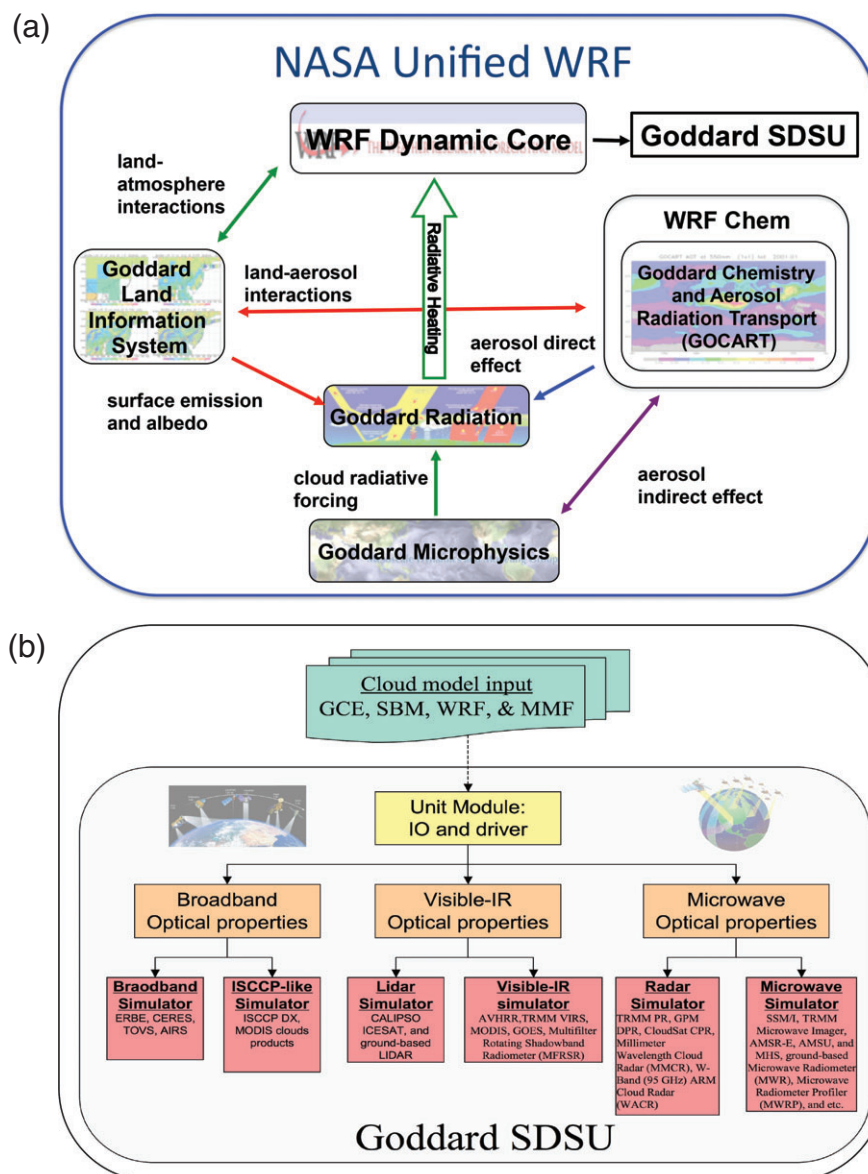 (a)
NASA Unified WRF
WRF Dynamic Core
Goddard SDSU
land-
atmosphere
interactions
WRF Chem
Radiative Heating
Goddard
Land
Information
System
land-aerosol
interactions
Goddard Chemistry
and Aerosol
Radiation Transport
(GOCART)
aerosol direct
effect
surface emission
and albedo
Goddard Radiation
cloud radiative
forcing
aerosol
indirect effect
Goddard Microphysics
(b)
Cloud model input
GCE, SBM, WRF, & MMF
Unit Module:
IO and driver
Broadband
Optical properties
Visible-IR
Optical properties
Microwave
Optical properties
Braodband
Simulator
ERBE, CERES,
TOVS, AIRS
ISCCP-like
Simulator
ISCCP DX,
MODIS clouds
products
Lidar
Simulator
CALIPSO
ICESAT, and
ground-based
LIDAR
Visible-IR
simulator
AVHRR,TRMM VIRS,
MODIS, GOES, Multifilter
Rotating Shadowband
Radiometer (MFRSR)
Radar
Simulator
TRMM PR, GPM
DPR, CloudSat CPR,
Millimeter
Wavelength Cloud
Radar (MMCR), W-
Band (95 GHz) ARM
Cloud Radar
(WACR)
Microwave
Simulator
SSM/I, TRMM
Microwave Imager,
AMSR-E, AMSU, and
MHS, ground-based
Microwave Radiometer
(MWR), Microwave
Radiometer Profiler
(MWRP), and etc.
Goddard SDSU